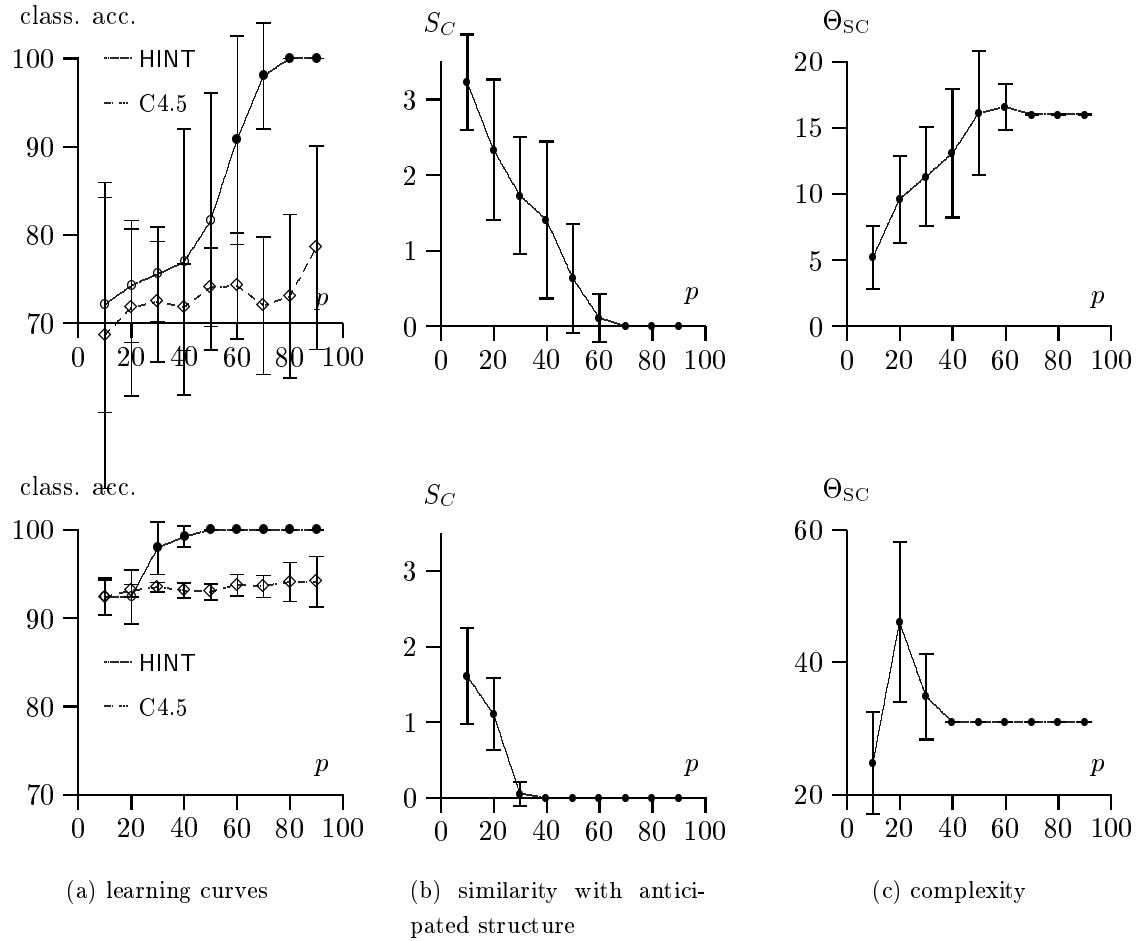 class. acc.
S_C
Θ_SC
100
90
80
70
HINT
C4.5
p
0 20 40 60 80 100
3
2
1
0
p
0 20 40 60 80 100
20
15
10
5
0
p
0 20 40 60 80 100
class. acc.
S_C
Θ_SC
100
90
80
70
HINT
C4.5
p
0 20 40 60 80 100
3
2
1
0
p
0 20 40 60 80 100
60
40
20
p
0 20 40 60 80 100
(a) learning curves
(b) similarity with antici-
pated structure
(c) complexity